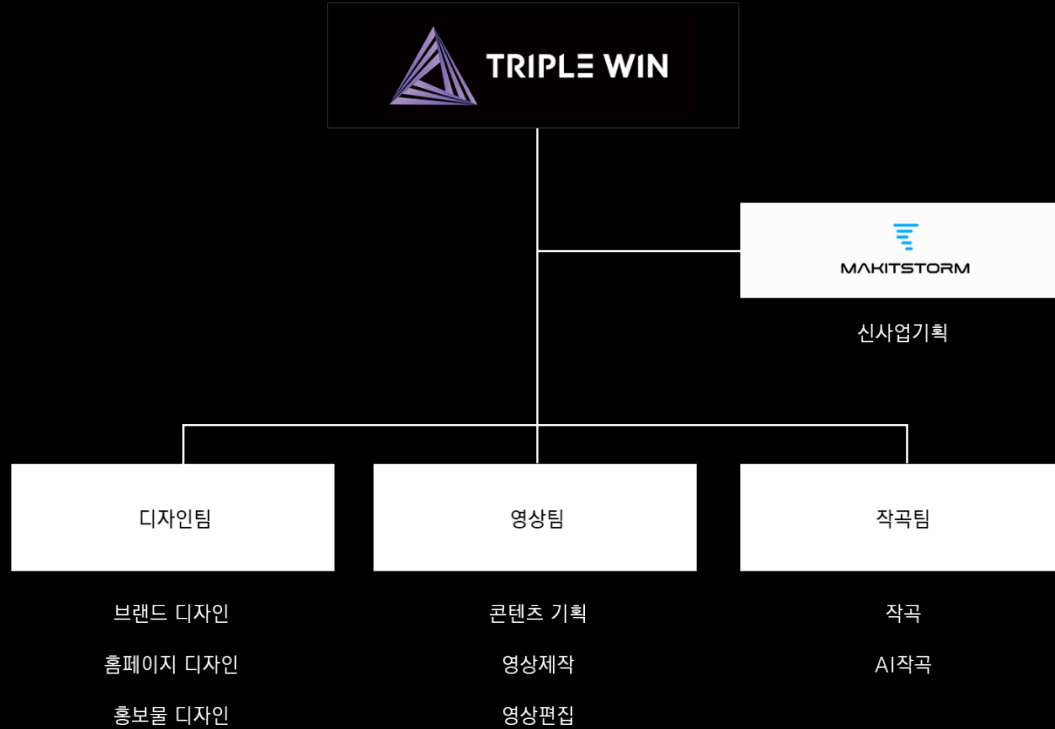 TRIPLE WIN
MAKITSTORM
신사업기획
디자인팀
영상팀
작곡팀
브랜드 디자인
콘텐츠 기획
작곡
홈페이지 디자인
영상제작
AI작곡
홍보물 디자인
영상편집